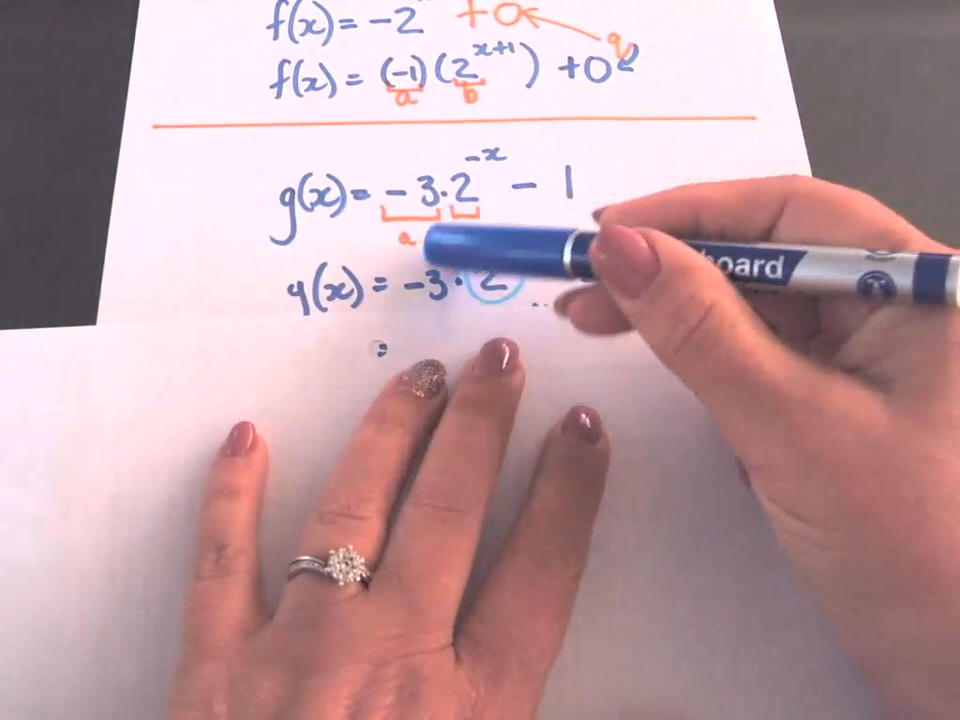 f(x) = -2 +0 q
f(x) = (-1)(2^{x+1}) +0
a b
g(x) = -3·2^{-x} - 1
a
g(x) = -3·2 ...
=
board